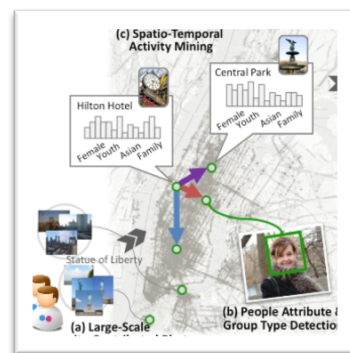 (c) Spatio-Temporal
Activity Mining
Central Park
Hilton Hotel
Female
Youth
Asian
Family
Female
Youth
Asian
Family
Statue of Liberty
(b) People Attribute &
Group Type Detectio
(a) Large-Scale